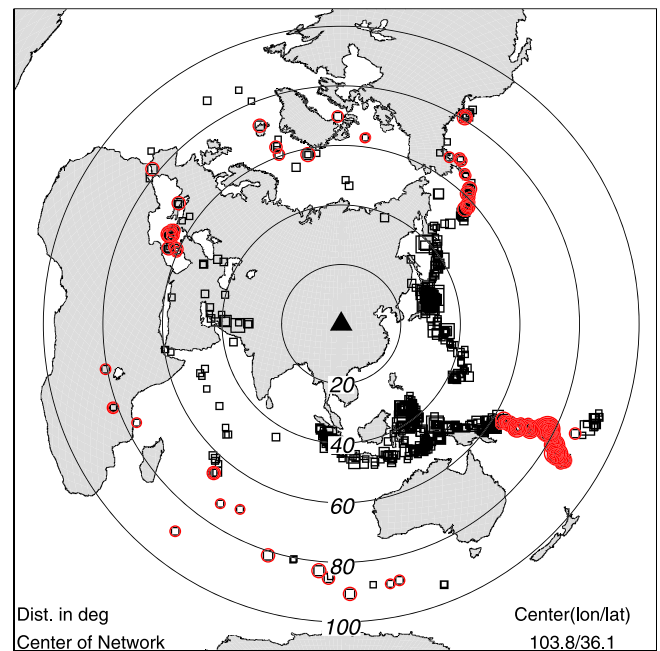 20
40
60
80
100
Dist. in deg
Center(lon/lat)
Center of Network
103.8/36.1